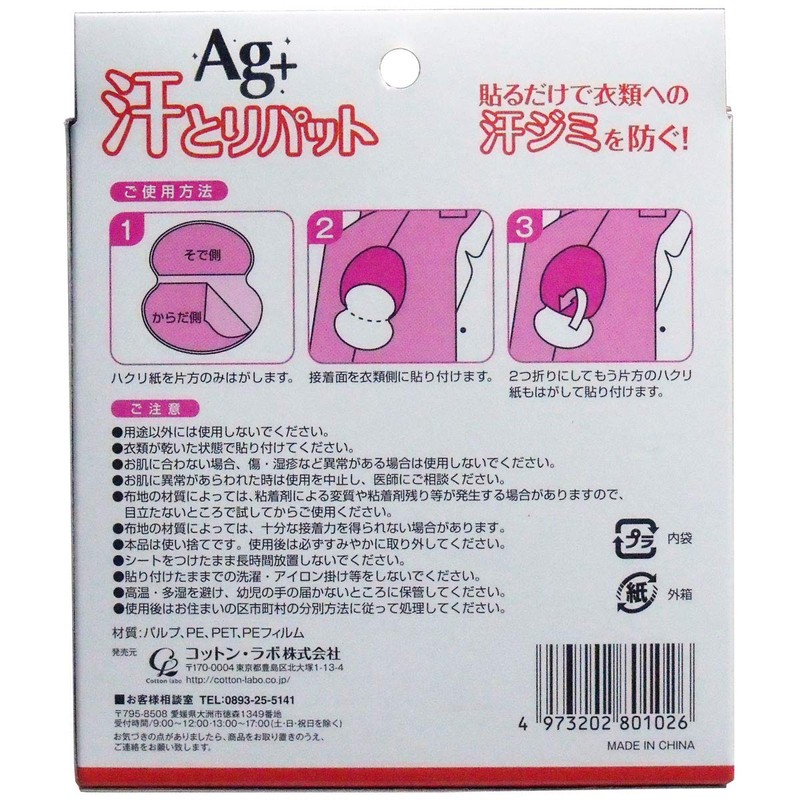 Ag+
汗とりパット
貼るだけで衣類への
汗ジミを防ぐ!
ご使用方法
1
そで側
からだ側
ハクリ紙を片方のみはがします。
2
接着面を衣類側に貼り付けます。
3
2つ折りにしてもう片方のハクリ
紙もはがして貼り付けます。
ご注意
●用途以外には使用しないでください。
●衣類が乾いた状態で貼り付けてください。
●お肌に合わない場合、傷・湿疹など異常がある場合は使用しないでください。
●お肌に異常があらわれた時は使用を中止し、医師にご相談ください。
●布地の材質によっては、粘着剤による変質や粘着剤残り等が発生する場合がありますので、
目立たないところで試してからご使用ください。
●布地の材質によっては、十分な接着力を得られない場合があります。
●本品は使い捨てです。使用後は必ずすみやかに取り外してください。
●シートをつけたまま長時間放置しないでください。
●貼り付けたままでの洗濯・アイロン掛け等をしないでください。
●高温・多湿を避け、幼児の手の届かないところに保管してください。
●使用後はお住まいの区市町村の分別方法に従って処理してください。
プラ 内袋
紙 外箱
材質:パルプ、PE、PET、PEフィルム
発売元
Cotton labo
コットン・ラボ株式会社
〒170-0004 東京都豊島区北大塚1-13-4
http://cotton-labo.co.jp/
■お客様相談室 TEL:0893-25-5141
〒795-8508 愛媛県大洲市徳森1349番地
受付時間/9:00〜12:00・13:00〜17:00(土・日・祝日を除く)
お気づきの点がありましたら、商品をお取り置きのうえ、
ご連絡をお願い致します。
4 973202 801026
MADE IN CHINA